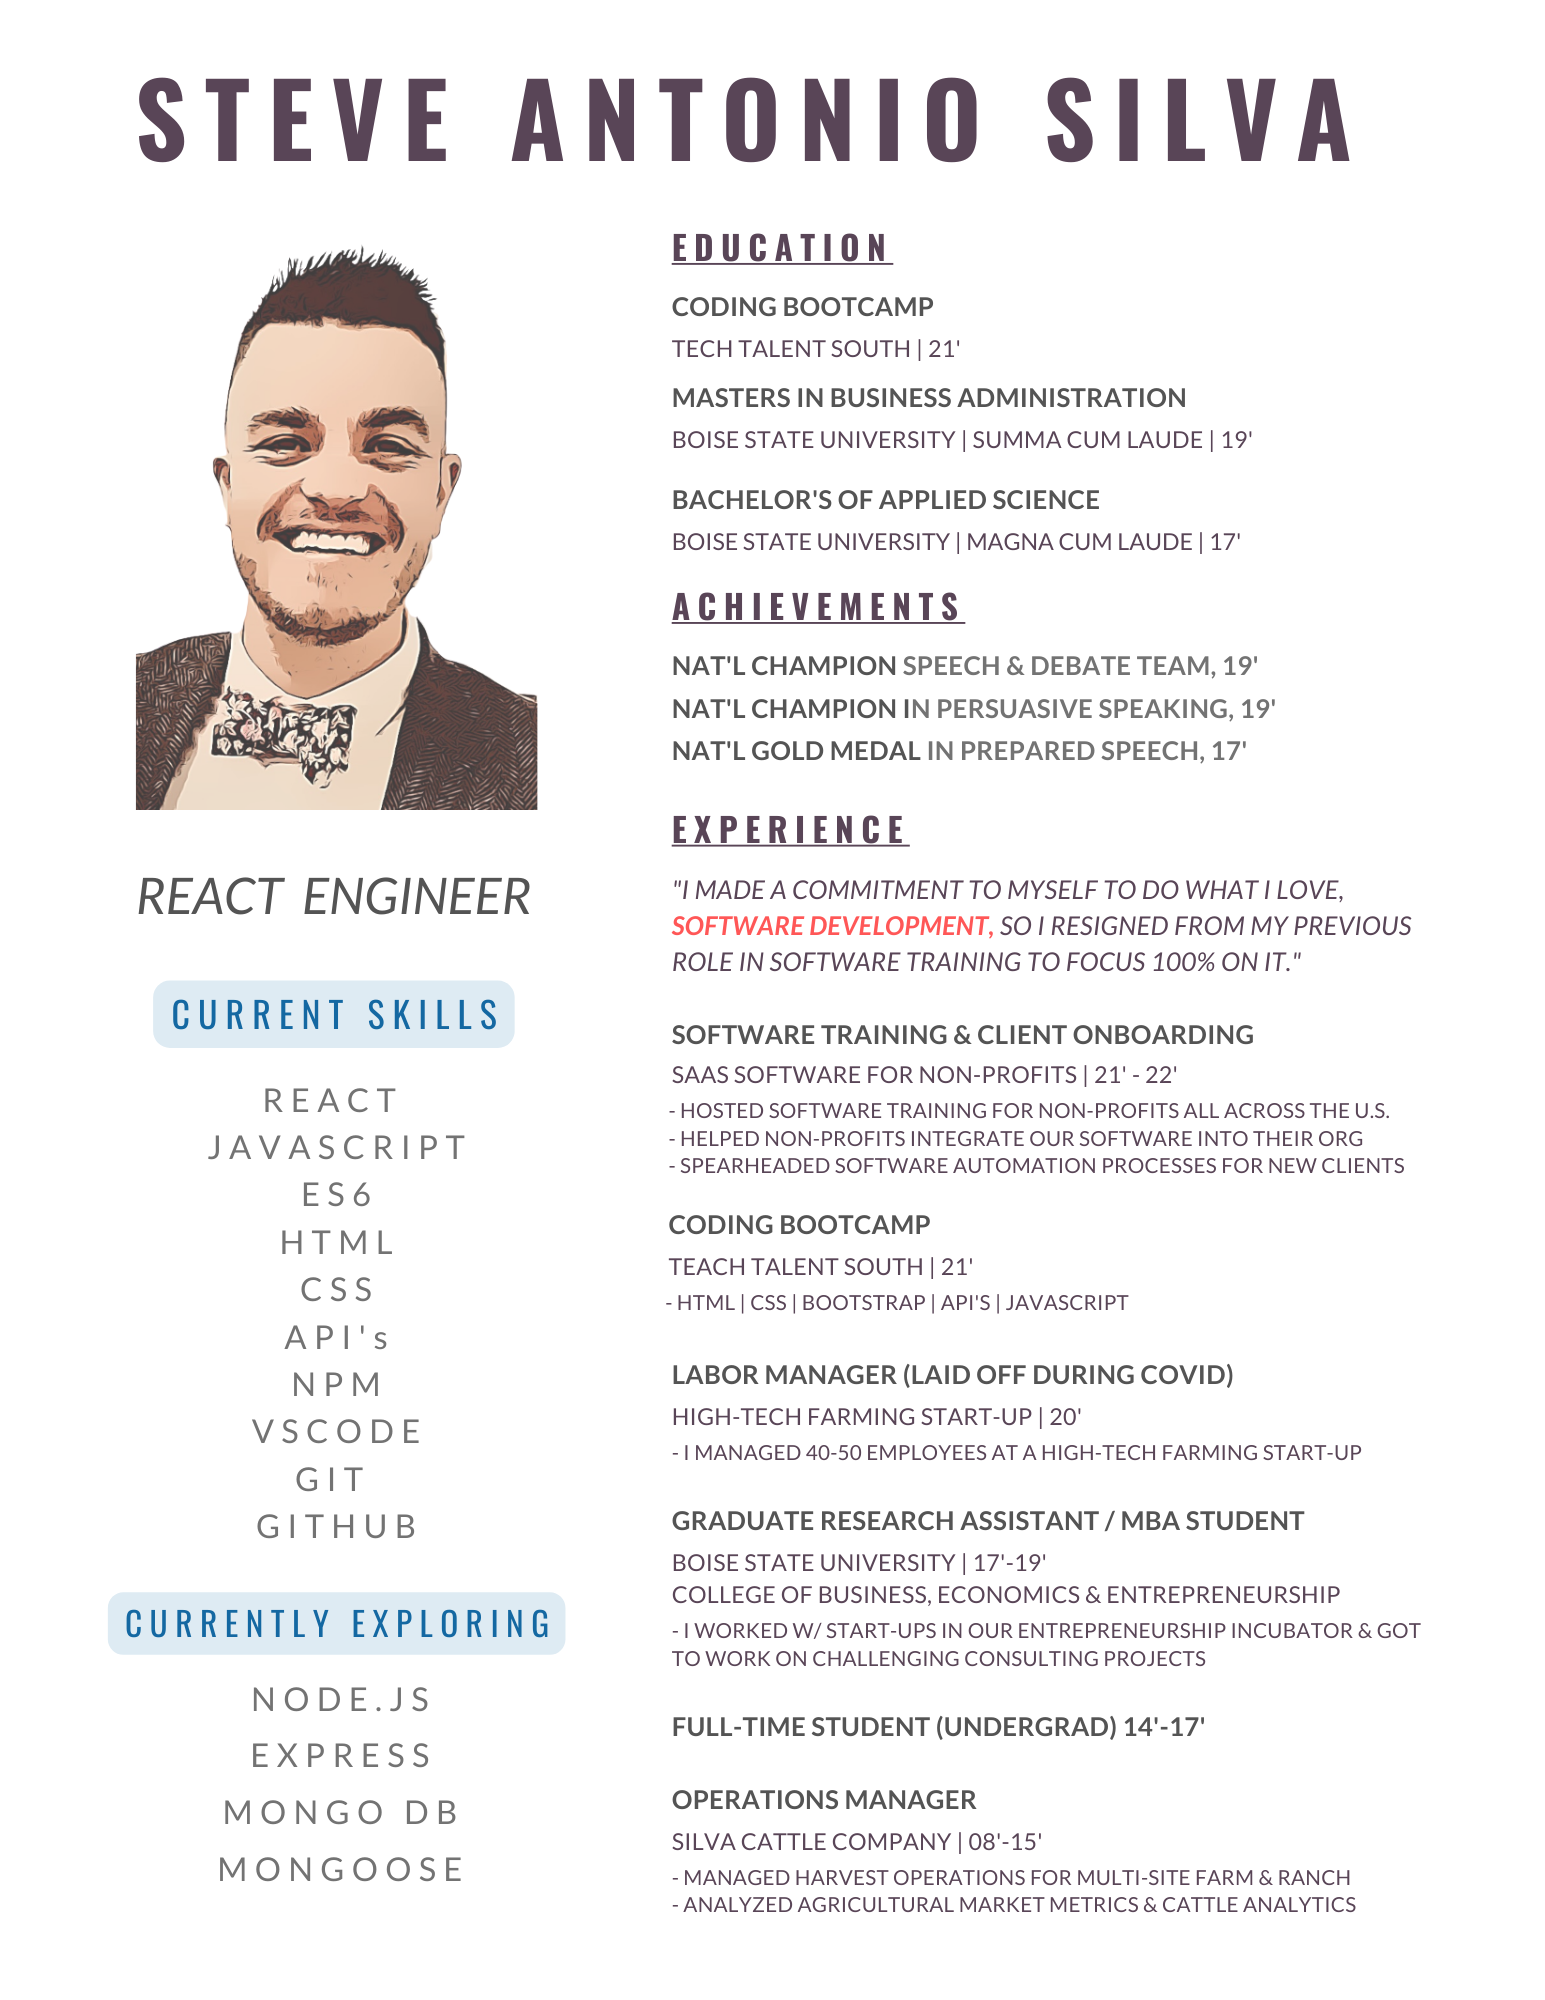 STEVE ANTONIO SILVA
REACT ENGINEER
CURRENT SKILLS
REACT
JAVASCRIPT
ES6
HTML
CSS
API's
NPM
VSCODE
GIT
GITHUB
CURRENTLY EXPLORING
NODE.JS
EXPRESS
MONGO DB
MONGOOSE
EDUCATION
CODING BOOTCAMP
TECH TALENT SOUTH | 21'
MASTERS IN BUSINESS ADMINISTRATION
BOISE STATE UNIVERSITY | SUMMA CUM LAUDE | 19'
BACHELOR'S OF APPLIED SCIENCE
BOISE STATE UNIVERSITY | MAGNA CUM LAUDE | 17'
ACHIEVEMENTS
NAT'L CHAMPION SPEECH & DEBATE TEAM, 19'
NAT'L CHAMPION IN PERSUASIVE SPEAKING, 19'
NAT'L GOLD MEDAL IN PREPARED SPEECH, 17'
EXPERIENCE
"I MADE A COMMITMENT TO MYSELF TO DO WHAT I LOVE,
SOFTWARE DEVELOPMENT, SO I RESIGNED FROM MY PREVIOUS
ROLE IN SOFTWARE TRAINING TO FOCUS 100% ON IT."
SOFTWARE TRAINING & CLIENT ONBOARDING
SAAS SOFTWARE FOR NON-PROFITS | 21' - 22'
- HOSTED SOFTWARE TRAINING FOR NON-PROFITS ALL ACROSS THE U.S.
- HELPED NON-PROFITS INTEGRATE OUR SOFTWARE INTO THEIR ORG
- SPEARHEADED SOFTWARE AUTOMATION PROCESSES FOR NEW CLIENTS
CODING BOOTCAMP
TEACH TALENT SOUTH | 21'
- HTML | CSS | BOOTSTRAP | API'S | JAVASCRIPT
LABOR MANAGER (LAID OFF DURING COVID)
HIGH-TECH FARMING START-UP | 20'
- I MANAGED 40-50 EMPLOYEES AT A HIGH-TECH FARMING START-UP
GRADUATE RESEARCH ASSISTANT / MBA STUDENT
BOISE STATE UNIVERSITY | 17'-19'
COLLEGE OF BUSINESS, ECONOMICS & ENTREPRENEURSHIP
- I WORKED W/ START-UPS IN OUR ENTREPRENEURSHIP INCUBATOR & GOT
TO WORK ON CHALLENGING CONSULTING PROJECTS
FULL-TIME STUDENT (UNDERGRAD) 14'-17'
OPERATIONS MANAGER
SILVA CATTLE COMPANY | 08'-15'
- MANAGED HARVEST OPERATIONS FOR MULTI-SITE FARM & RANCH
- ANALYZED AGRICULTURAL MARKET METRICS & CATTLE ANALYTICS